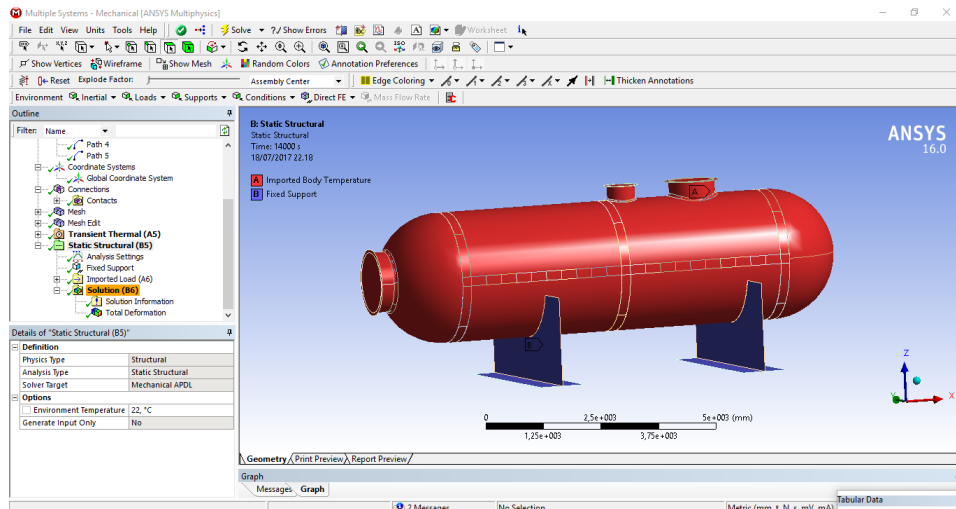 Multiple Systems - Mechanical [ANSYS Multiphysics]
File Edit View Units Tools Help Solve ?/ Show Errors Worksheet
Show Vertices Wireframe Show Mesh Random Colors Annotation Preferences
Reset Explode Factor: Assembly Center Edge Coloring Thicken Annotations
Environment Inertial Loads Supports Conditions Direct FE Mass Flow Rate
Outline
Filter: Name
Path 4
Path 5
Coordinate Systems
Global Coordinate System
Connections
Contacts
Mesh
Mesh Edit
Transient Thermal (A5)
Static Structural (B5)
Analysis Settings
Fixed Support
Imported Load (A6)
Solution (B6)
Solution Information
Total Deformation
Details of "Static Structural (B5)"
Definition
Physics Type Structural
Analysis Type Static Structural
Solver Target Mechanical APDL
Options
Environment Temperature 22, °C
Generate Input Only No
B: Static Structural
Static Structural
Time: 14000 s
18/07/2017 22.18
A Imported Body Temperature
B Fixed Support
ANSYS
16.0
A
B
Z
Y X
0 2,5e+003 5e+003 (mm)
1,25e+003 3,75e+003
Geometry Print Preview Report Preview
Graph
Messages Graph
2 Messages No Selection Metric (mm, t, N, s, mV, mA)
Tabular Data